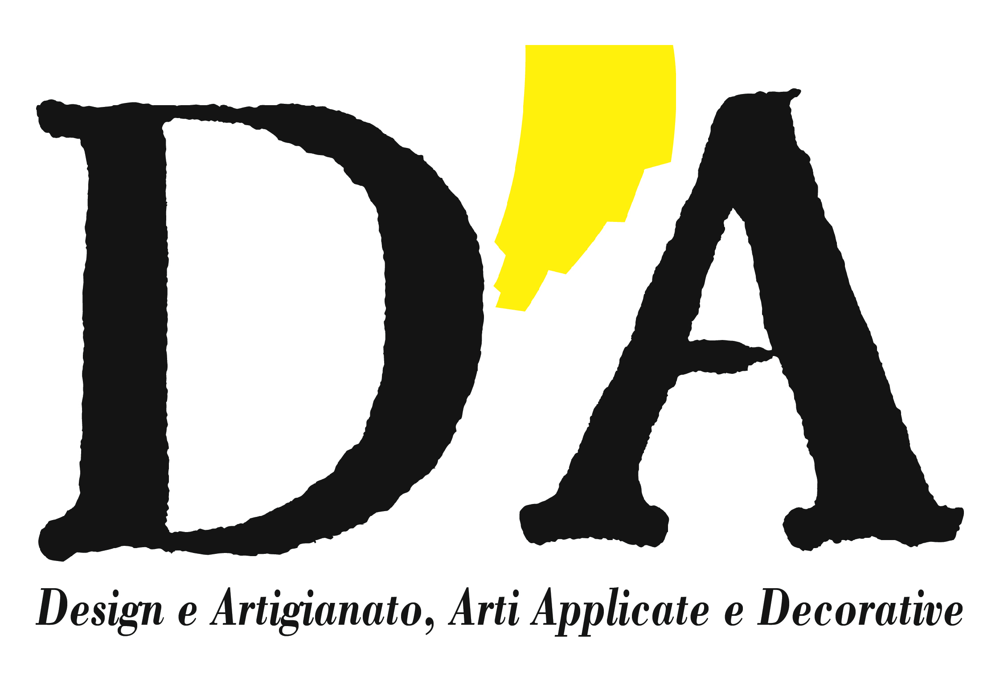 D'A
Design e Artigianato, Arti Applicate e Decorative